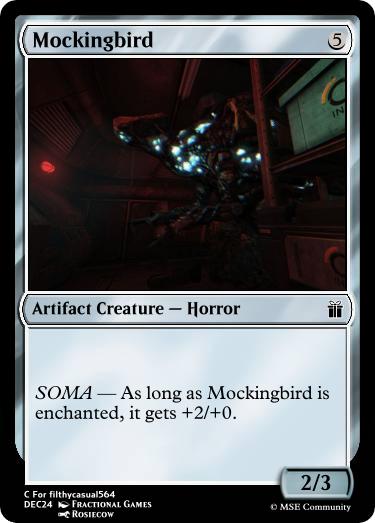 Mockingbird 5
Artifact Creature — Horror
SOMA — As long as Mockingbird is
enchanted, it gets +2/+0.
2/3
C For filthycasual564
DEC24 Fractional Games
Rosiecow
© MSE Community